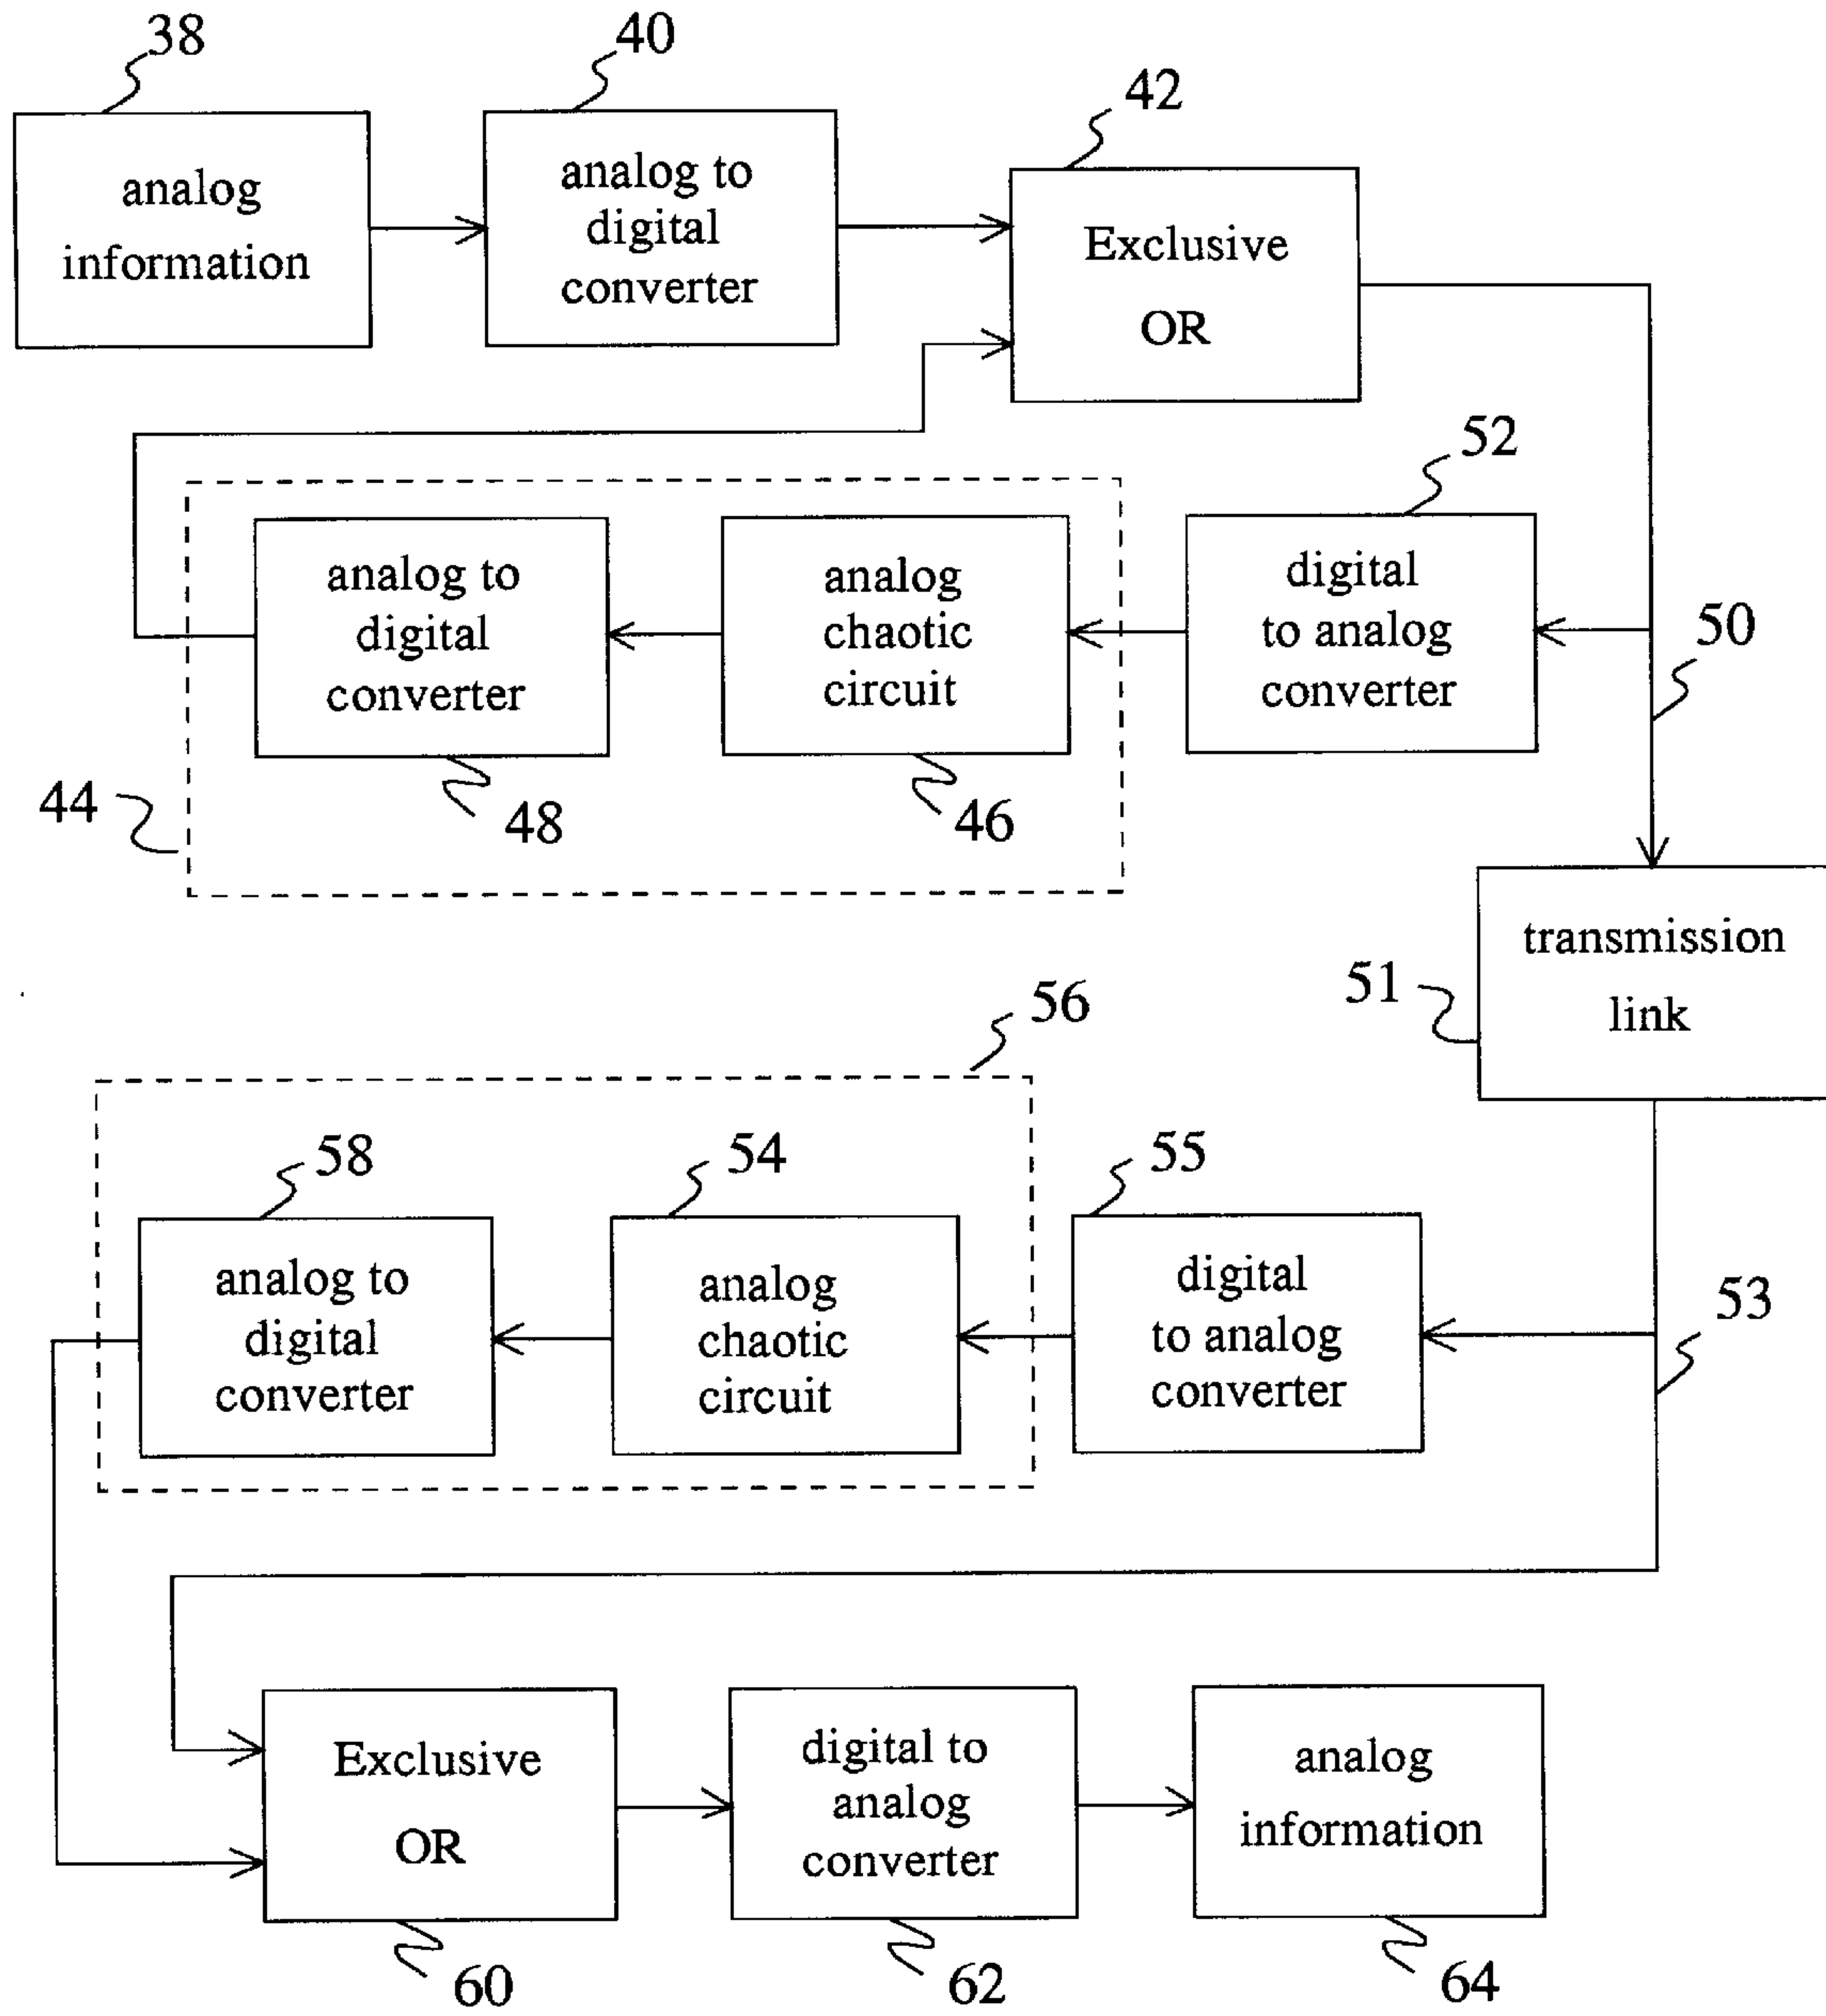 38
40
42
analog
information
analog to
digital
converter
Exclusive
OR
52
analog to
digital
converter
analog
chaotic
circuit
digital
to analog
converter
50
44
48
46
transmission
link
51
56
58
54
55
53
analog to
digital
converter
analog
chaotic
circuit
digital
to analog
converter
Exclusive
OR
digital to
analog
converter
analog
information
60
62
64